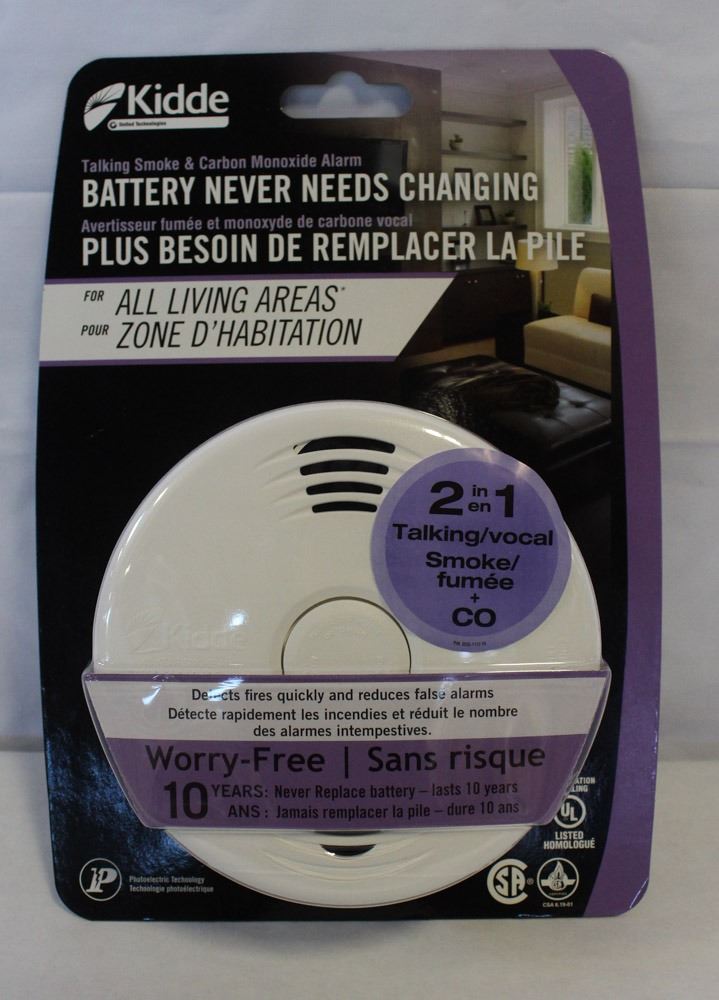 Kidde
United Technologies
Talking Smoke & Carbon Monoxide Alarm
BATTERY NEVER NEEDS CHANGING
Avertisseur fumée et monoxyde de carbone vocal
PLUS BESOIN DE REMPLACER LA PILE
FOR ALL LIVING AREAS*
POUR ZONE D'HABITATION
2 in en 1
Talking/vocal
Smoke/
fumée
+
CO
Kidde
Detects fires quickly and reduces false alarms
Détecte rapidement les incendies et réduit le nombre
des alarmes intempestives.
Worry-Free | Sans risque
10 YEARS: Never Replace battery – lasts 10 years
ANS : Jamais remplacer la pile – dure 10 ans
UL
LISTED
HOMOLOGUÉ
P
Photoelectric Technology
Technologie photoélectrique
SA
CSA 6.19-01